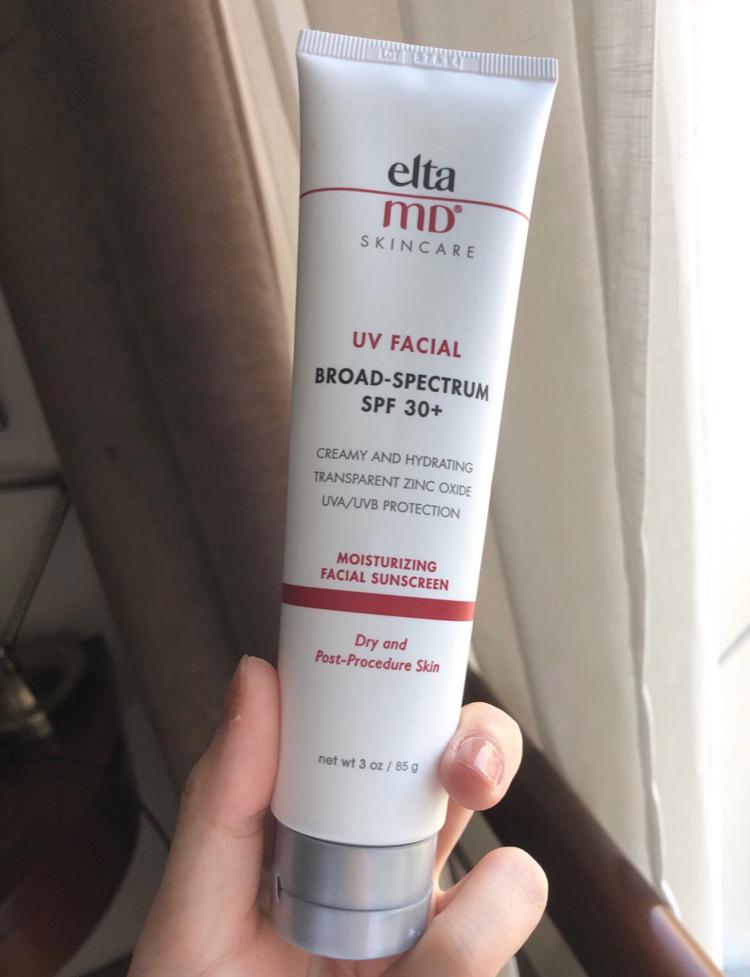 elta
MD®
SKINCARE
UV FACIAL
BROAD-SPECTRUM
SPF 30+
CREAMY AND HYDRATING
TRANSPARENT ZINC OXIDE
UVA/UVB PROTECTION
MOISTURIZING
FACIAL SUNSCREEN
Dry and
Post-Procedure Skin
net wt 3 oz / 85 g